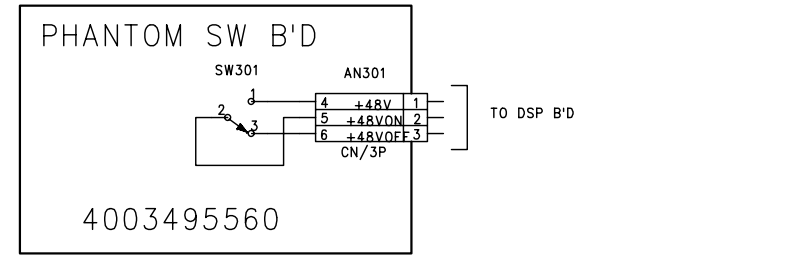 PHANTOM SW B'D
SW301
AN301
1
4 +48V 1
2
5 +48VON 2
TO DSP B'D
3
6 +48VOFF 3
CN/3P
4003495560